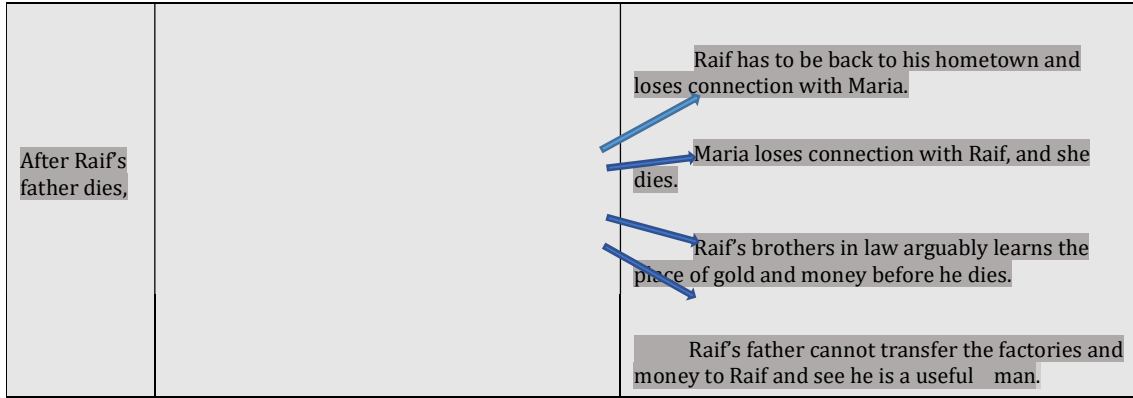 After Raif's
father dies,
Raif has to be back to his hometown and
loses connection with Maria.
Maria loses connection with Raif, and she
dies.
Raif's brothers in law arguably learns the
place of gold and money before he dies.
Raif's father cannot transfer the factories and
money to Raif and see he is a useful man.